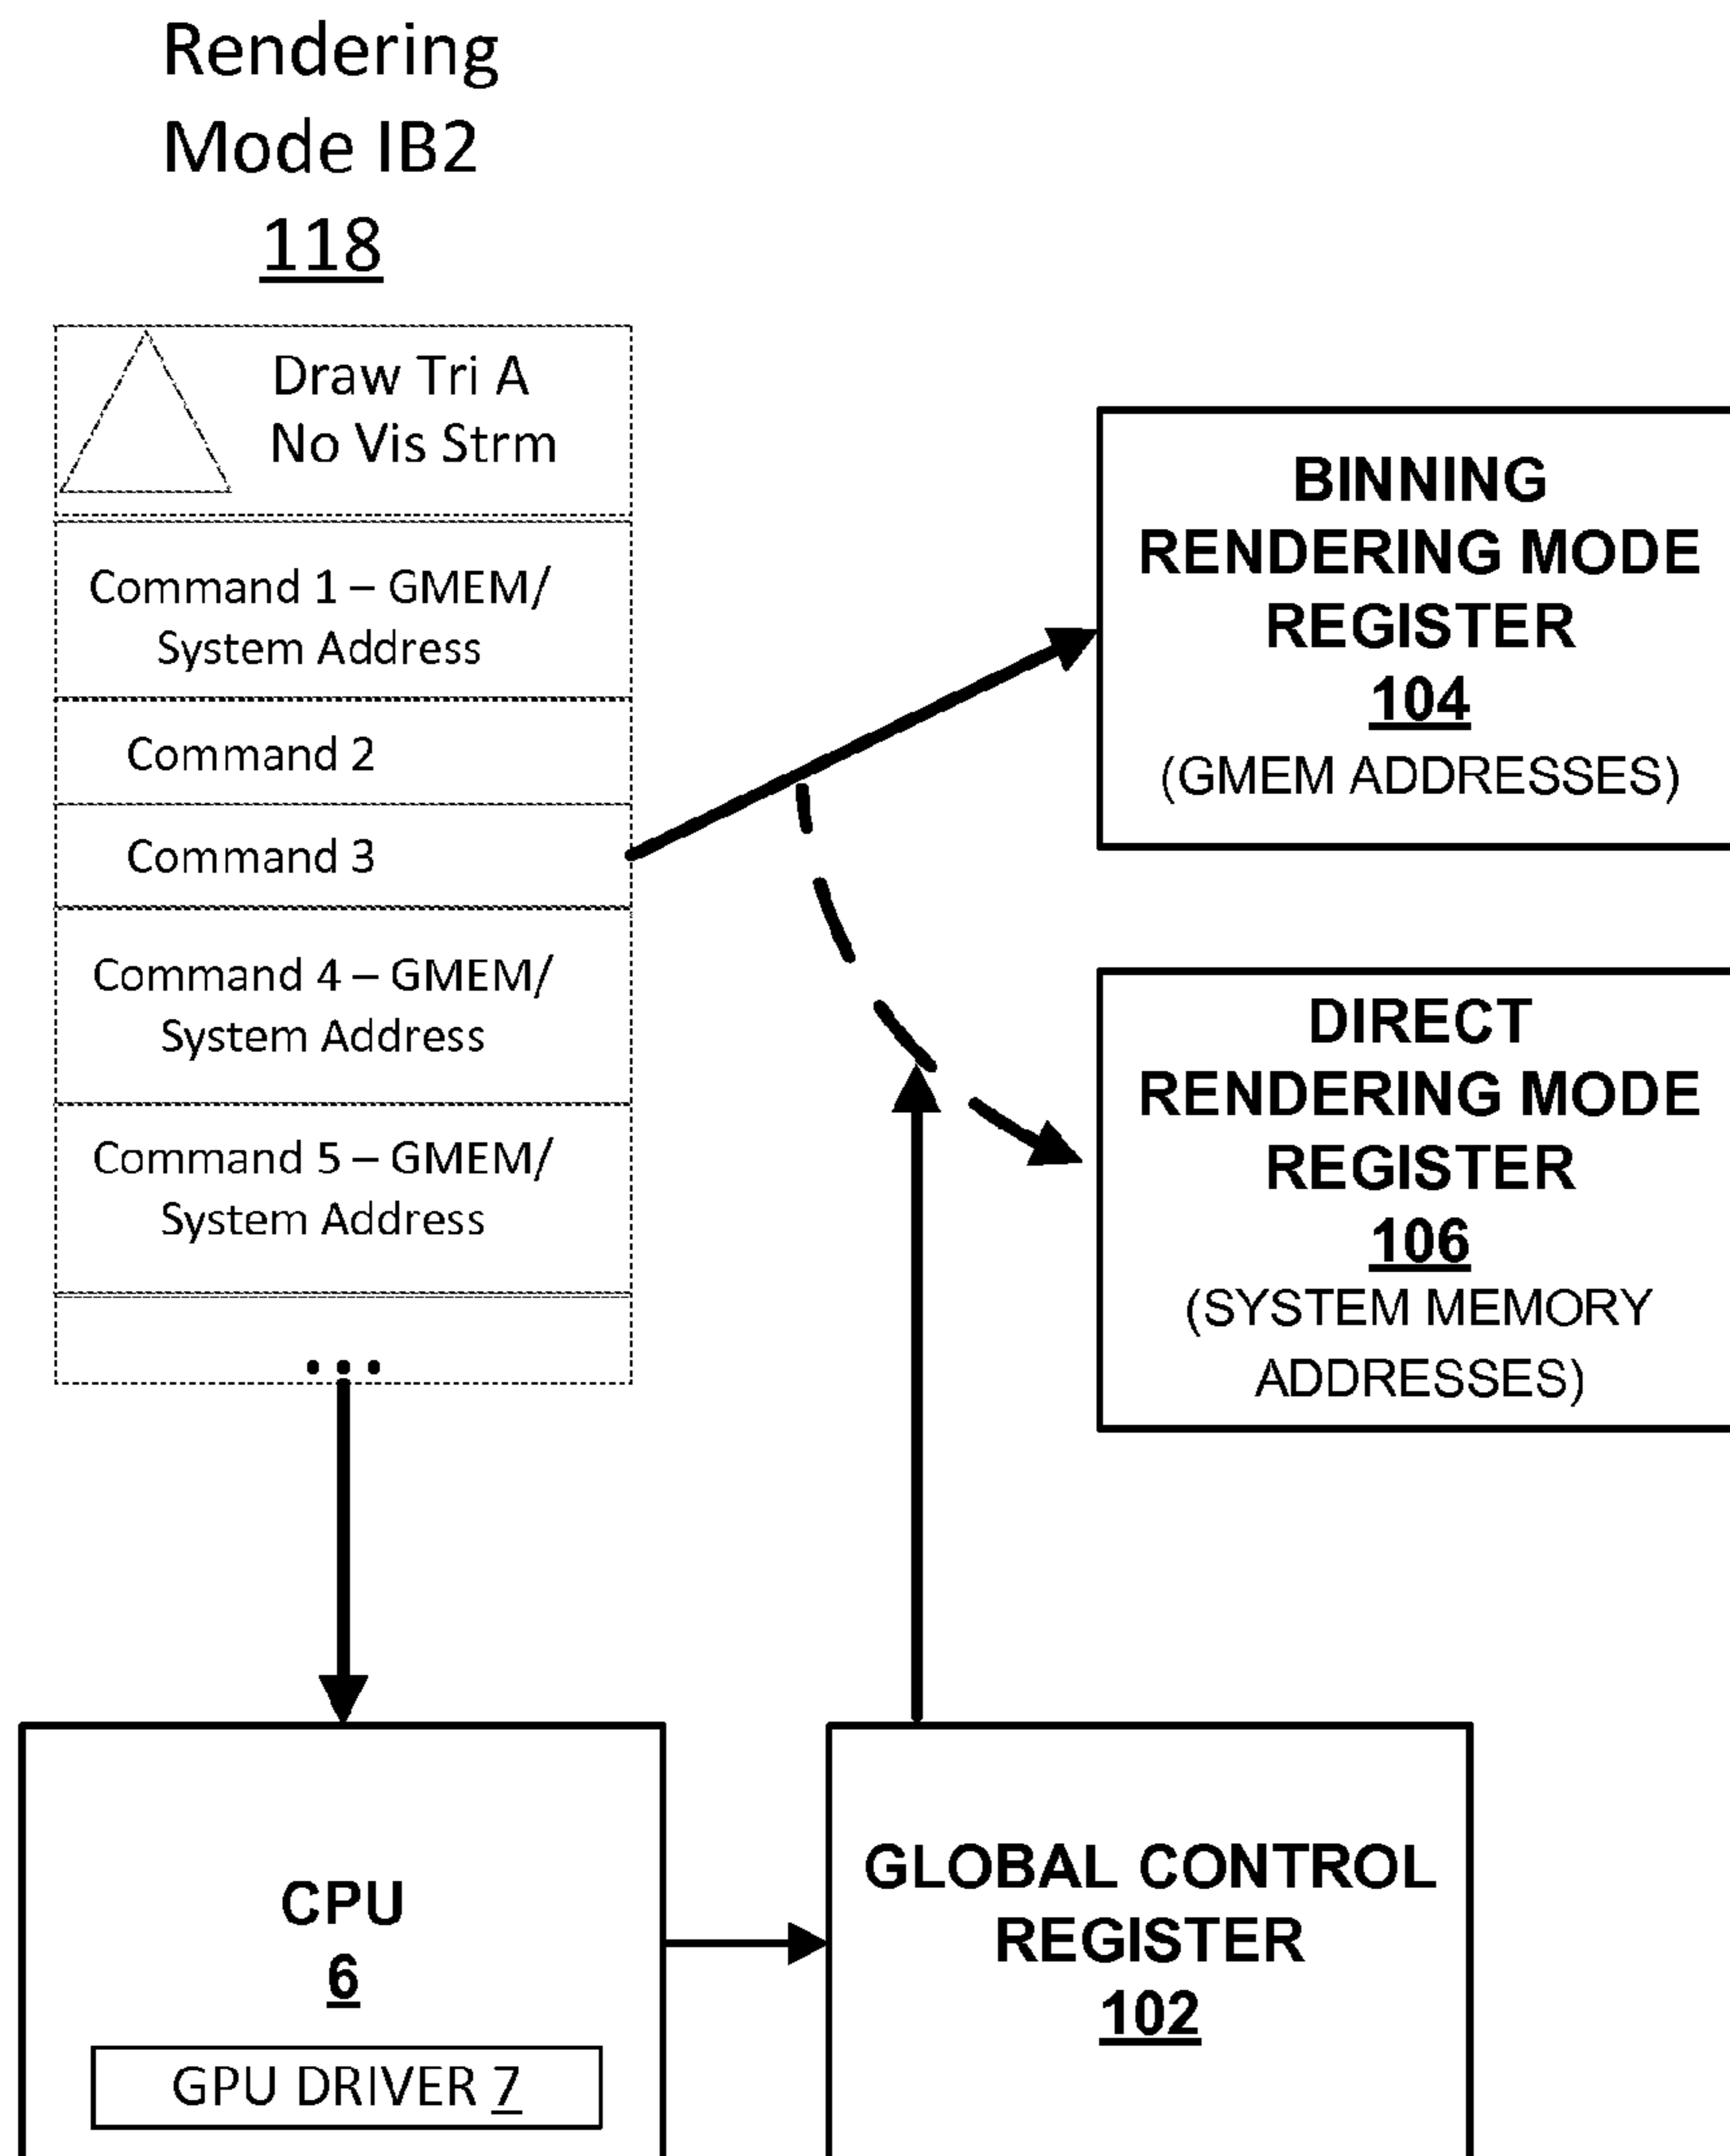 Rendering
Mode IB2
118
Draw Tri A
No Vis Strm
Command 1 – GMEM/
System Address
Command 2
Command 3
Command 4 – GMEM/
System Address
Command 5 – GMEM/
System Address
...
BINNING
RENDERING MODE
REGISTER
104
(GMEM ADDRESSES)
DIRECT
RENDERING MODE
REGISTER
106
(SYSTEM MEMORY
ADDRESSES)
CPU
6
GPU DRIVER 7
GLOBAL CONTROL
REGISTER
102